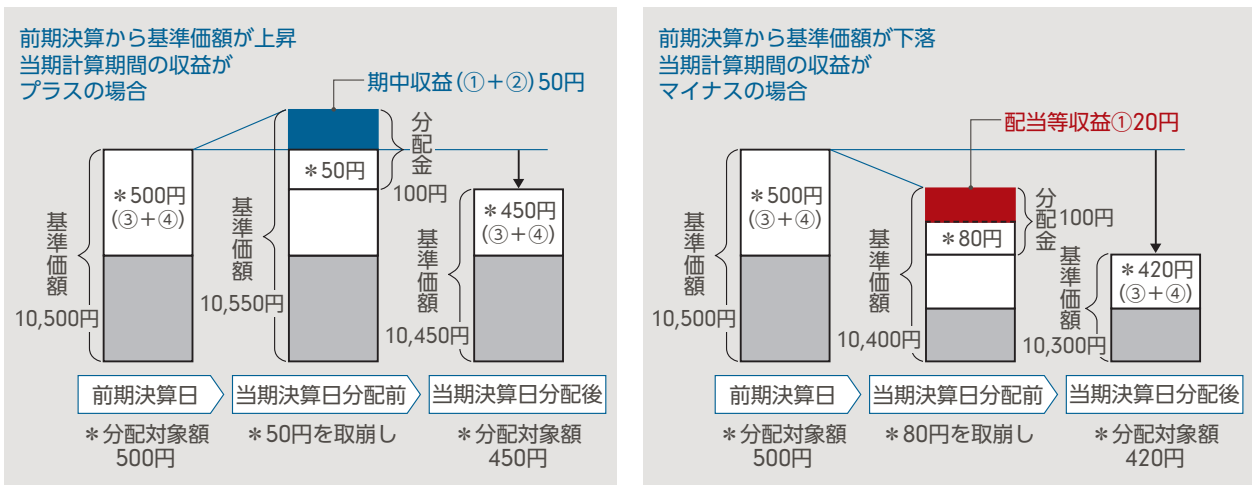 前期決算から基準価額が上昇
当期計算期間の収益が
プラスの場合
期中収益(①+②)50円
分配金
100円
*500円
(③+④)
*50円
*450円
(③+④)
基準価額
10,500円
基準価額
10,550円
基準価額
10,450円
前期決算日
当期決算日分配前
当期決算日分配後
*分配対象額
500円
*50円を取崩し
*分配対象額
450円
前期決算から基準価額が下落
当期計算期間の収益が
マイナスの場合
配当等収益①20円
分配金
100円
*500円
(③+④)
*80円
*420円
(③+④)
基準価額
10,500円
基準価額
10,400円
基準価額
10,300円
前期決算日
当期決算日分配前
当期決算日分配後
*分配対象額
500円
*80円を取崩し
*分配対象額
420円